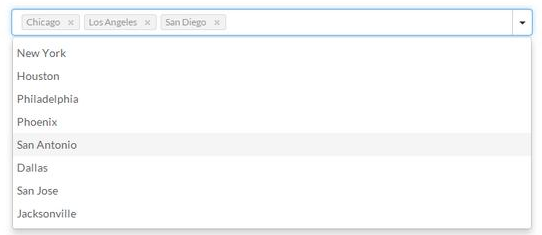 Chicago × Los Angeles × San Diego ×
New York
Houston
Philadelphia
Phoenix
San Antonio
Dallas
San Jose
Jacksonville